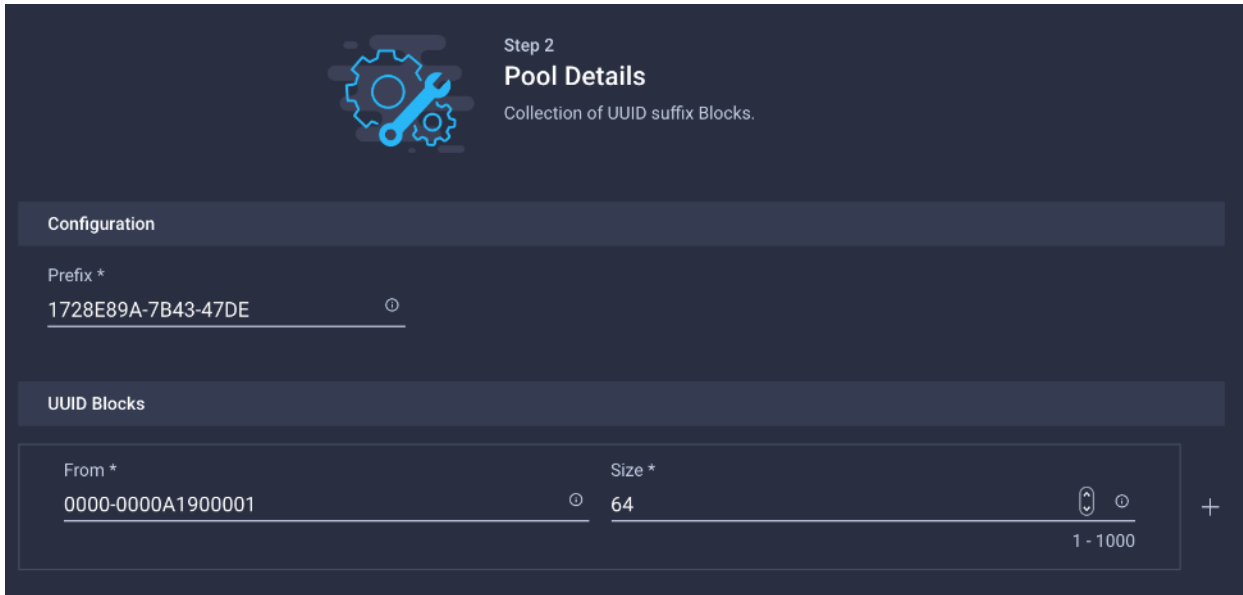 Step 2
Pool Details
Collection of UUID suffix Blocks.
Configuration
Prefix *
1728E89A-7B43-47DE
UUID Blocks
From *
Size *
0000-0000A1900001
64
1 - 1000